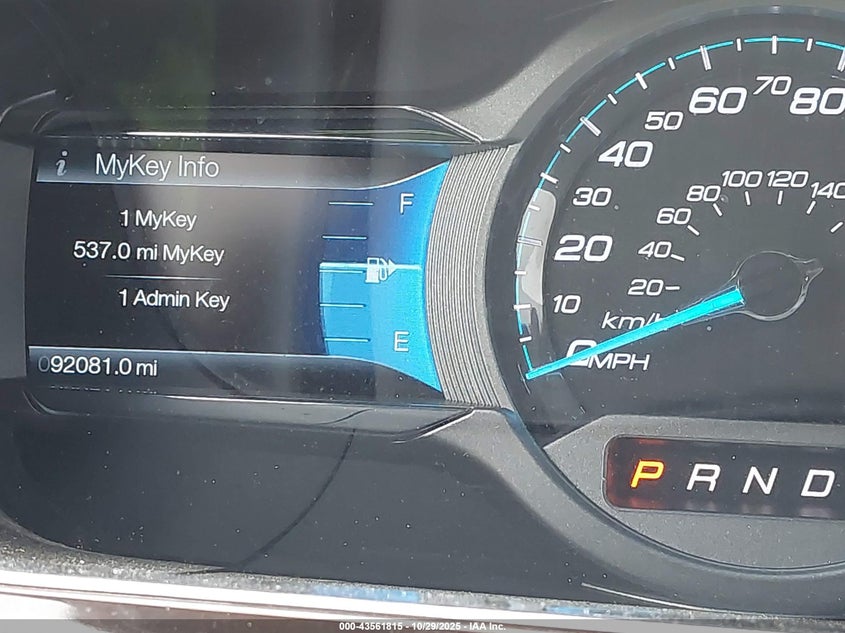 i MyKey Info
1 MyKey
537.0 mi MyKey
1 Admin Key
092081.0 mi
F
E
0 10 20 30 40 50 60 70 80
MPH
20 40 60 80 100 120 140
km/h
P R N D
000-43561815 - 10/29/2025 - IAA Inc.